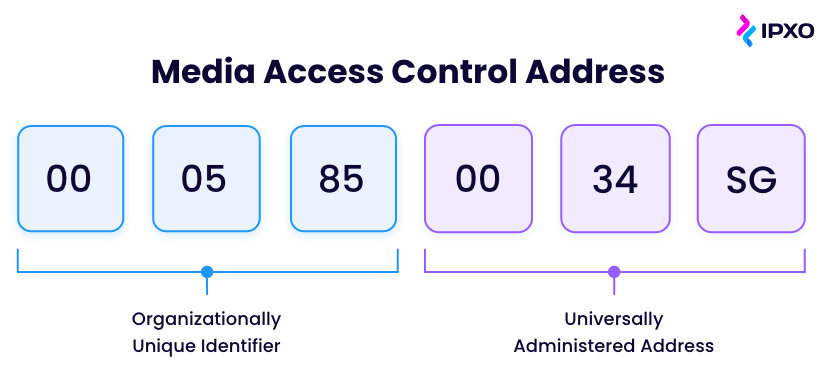 IPXO
Media Access Control Address
00 05 85 00 34 SG
Organizationally
Unique Identifier
Universally
Administered Address